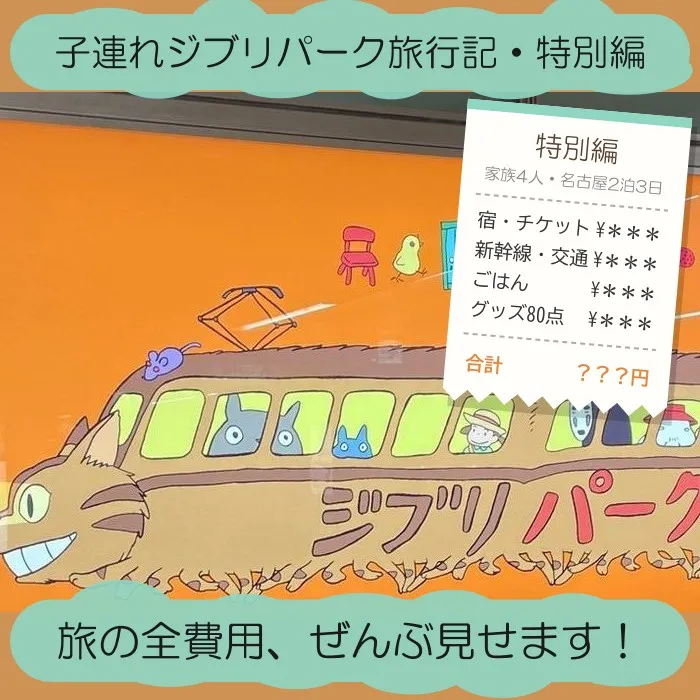 子連れジブリパーク旅行記・特別編
特別編
家族4人・名古屋2泊3日
宿・チケット ¥＊＊＊
新幹線・交通 ¥＊＊＊
ごはん ¥＊＊＊
グッズ80点 ¥＊＊＊
合計 ？？？円
ジブリパーク
旅の全費用、ぜんぶ見せます！